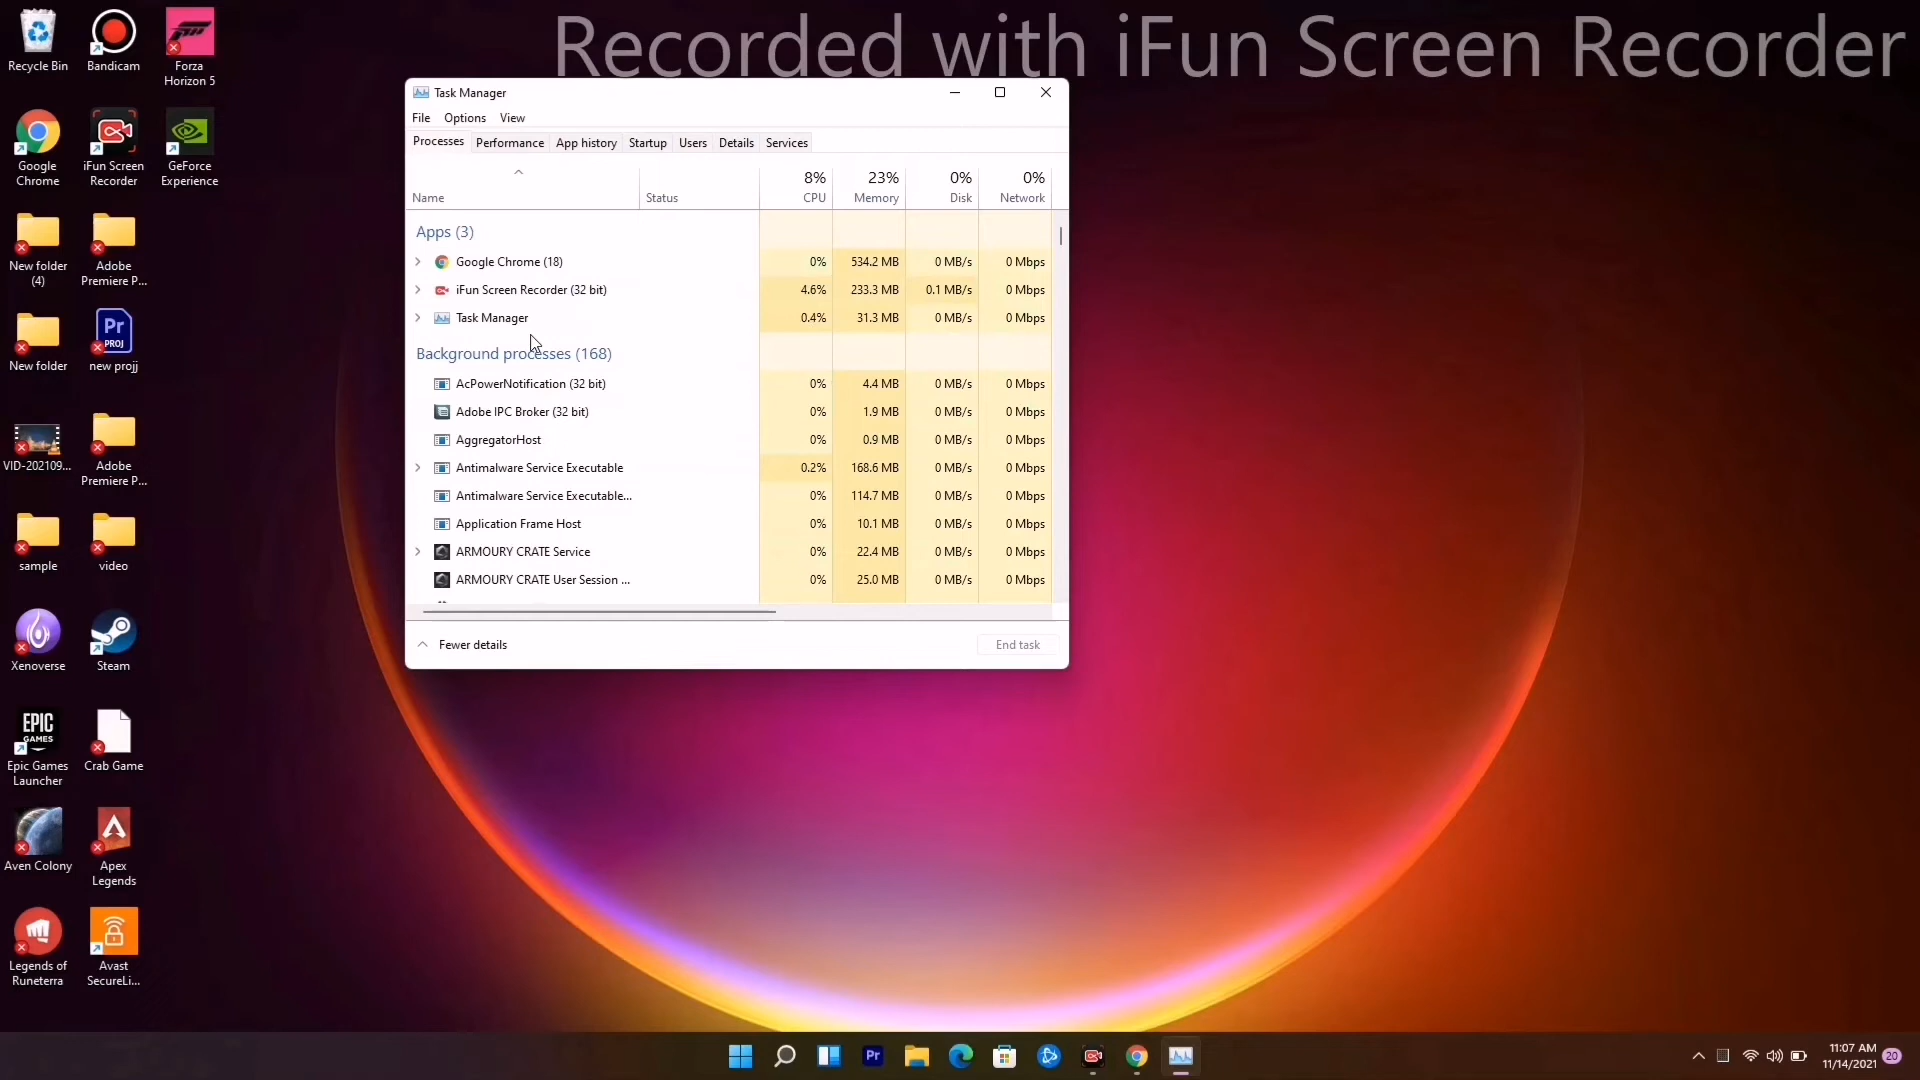 Recorded with iFun Screen Recorder
Recycle Bin
Bandicam
Forza
Horizon 5
Google
Chrome
iFun Screen
Recorder
GeForce
Experience
New folder
(4)
Adobe
Premiere P...
New folder
Pr
PROJ
new projj
VID-202109...
Adobe
Premiere P...
sample
video
Xenoverse
Steam
EPIC
GAMES
Epic Games
Launcher
Crab Game
Aven Colony
Apex
Legends
Legends of
Runeterra
Avast
SecureLi...
Task Manager
File Options View
Processes Performance App history Startup Users Details Services
8% 23% 0% 0%
Name Status CPU Memory Disk Network
Apps (3)
Google Chrome (18) 0% 534.2 MB 0 MB/s 0 Mbps
iFun Screen Recorder (32 bit) 4.6% 233.3 MB 0.1 MB/s 0 Mbps
Task Manager 0.4% 31.3 MB 0 MB/s 0 Mbps
Background processes (168)
AcPowerNotification (32 bit) 0% 4.4 MB 0 MB/s 0 Mbps
Adobe IPC Broker (32 bit) 0% 1.9 MB 0 MB/s 0 Mbps
AggregatorHost 0% 0.9 MB 0 MB/s 0 Mbps
Antimalware Service Executable 0.2% 168.6 MB 0 MB/s 0 Mbps
Antimalware Service Executable... 0% 114.7 MB 0 MB/s 0 Mbps
Application Frame Host 0% 10.1 MB 0 MB/s 0 Mbps
ARMOURY CRATE Service 0% 22.4 MB 0 MB/s 0 Mbps
ARMOURY CRATE User Session ... 0% 25.0 MB 0 MB/s 0 Mbps
Fewer details End task
Pr
11:07 AM
11/14/2021 20